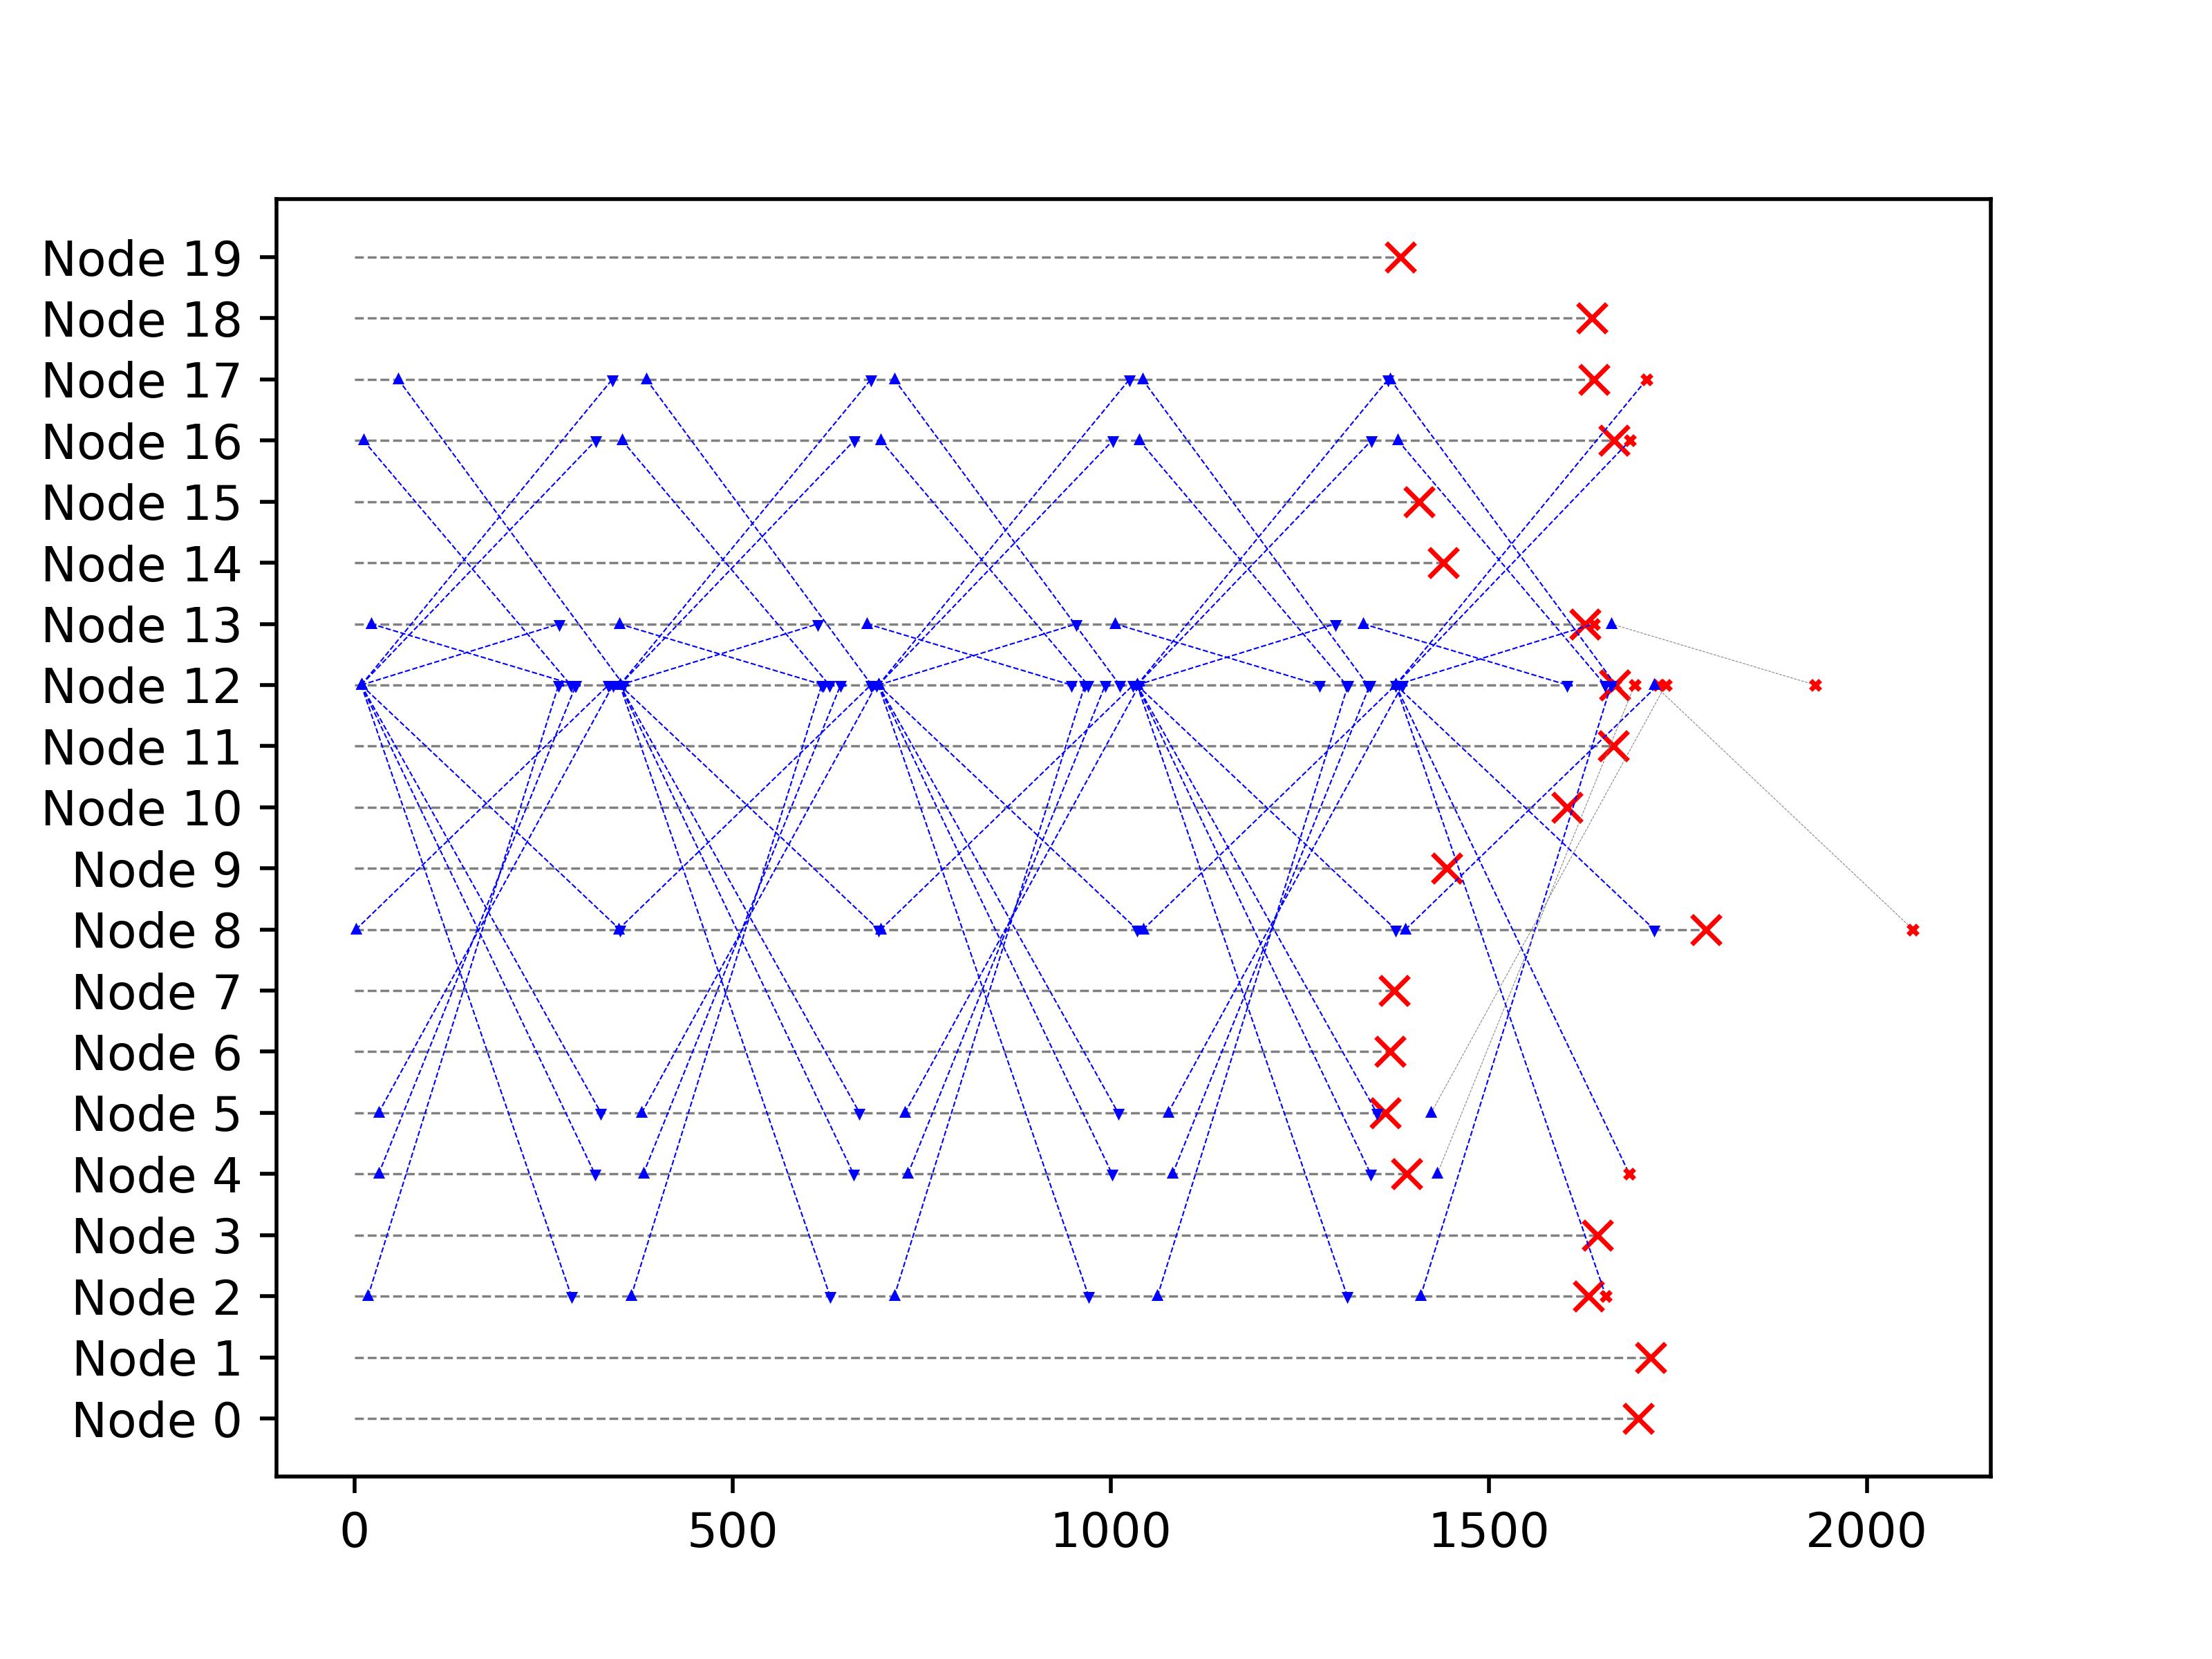 Node 19
Node 18
Node 17
Node 16
Node 15
Node 14
Node 13
Node 12
Node 11
Node 10
Node 9
Node 8
Node 7
Node 6
Node 5
Node 4
Node 3
Node 2
Node 1
Node 0
0 500 1000 1500 2000